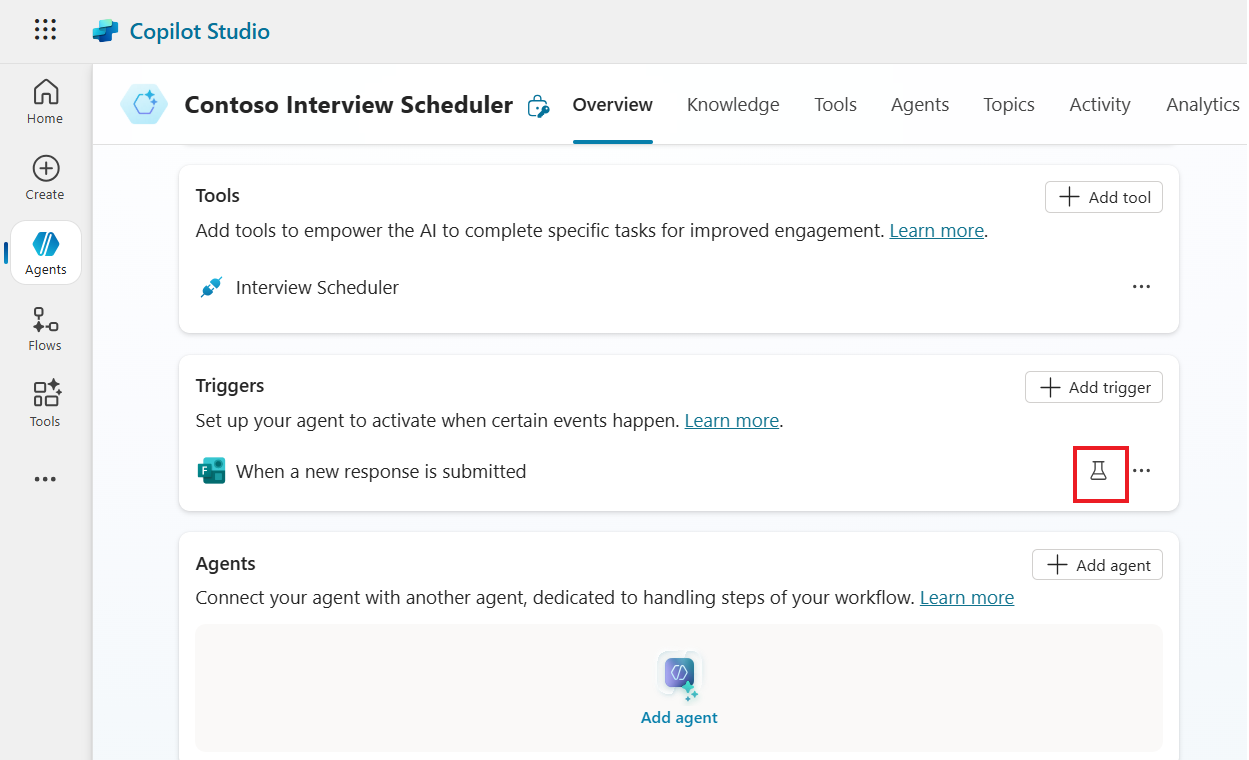 Copilot Studio
Home
Create
Agents
Flows
Tools
Contoso Interview Scheduler
Overview
Knowledge
Tools
Agents
Topics
Activity
Analytics
Tools
Add tool
Add tools to empower the AI to complete specific tasks for improved engagement. Learn more.
Interview Scheduler
Triggers
Add trigger
Set up your agent to activate when certain events happen. Learn more.
F
When a new response is submitted
Agents
Add agent
Connect your agent with another agent, dedicated to handling steps of your workflow. Learn more
Add agent